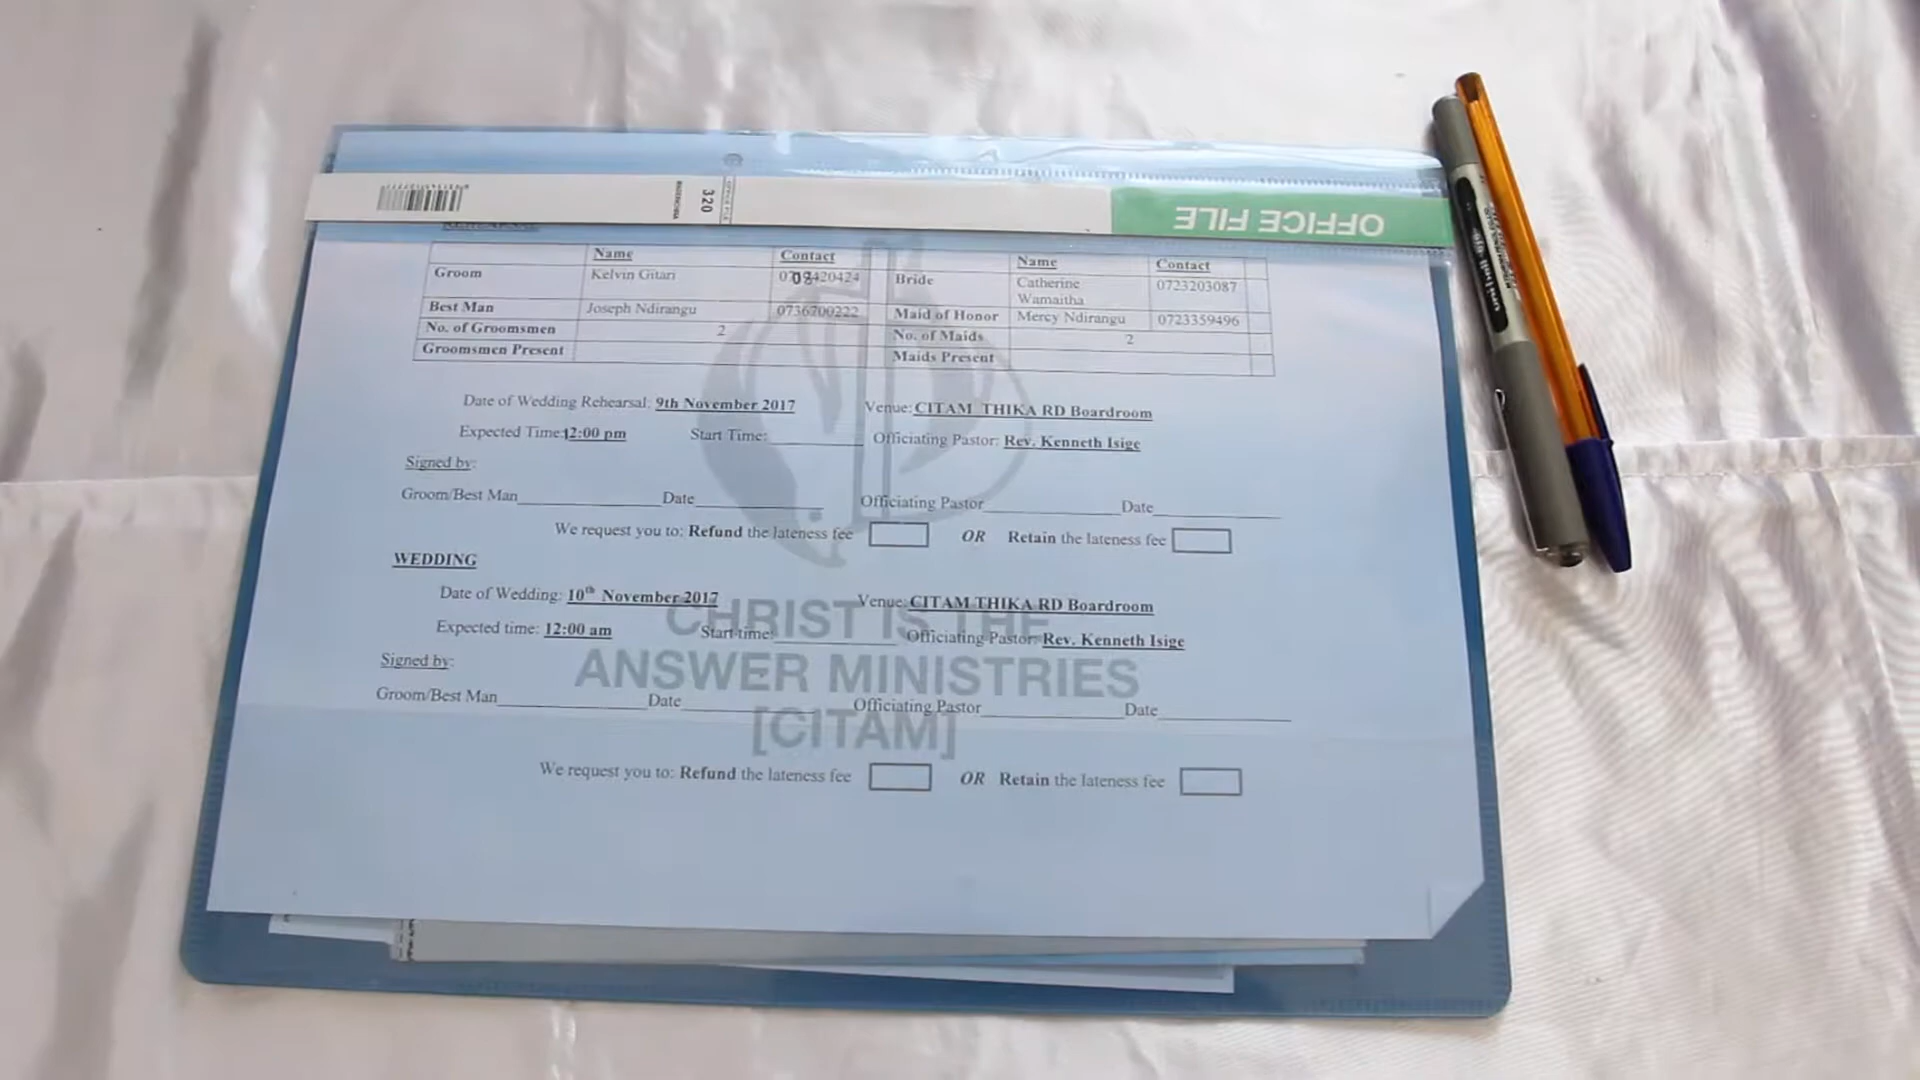 OFFICE FILE
320
Name Contact Name Contact
Groom Kelvin Gitari 0708420424 Bride Catherine Wamaitha 0723203087
Best Man Joseph Ndirangu 0736700222 Maid of Honor Mercy Ndirangu 0723359496
No. of Groomsmen 2 No. of Maids 2
Groomsmen Present Maids Present
Date of Wedding Rehearsal: 9th November 2017 Venue: CITAM THIKA RD Boardroom
Expected Time: 12:00 pm Start Time: Officiating Pastor: Rev. Kenneth Isige
Signed by:
Groom/Best Man Date Officiating Pastor Date
We request you to: Refund the lateness fee OR Retain the lateness fee
WEDDING
Date of Wedding: 10th November 2017 Venue: CITAM THIKA RD Boardroom
Expected time: 12:00 am Start time: Officiating Pastor: Rev. Kenneth Isige
Signed by:
Groom/Best Man Date Officiating Pastor Date
We request you to: Refund the lateness fee OR Retain the lateness fee
CHRIST IS THE
ANSWER MINISTRIES
[CITAM]